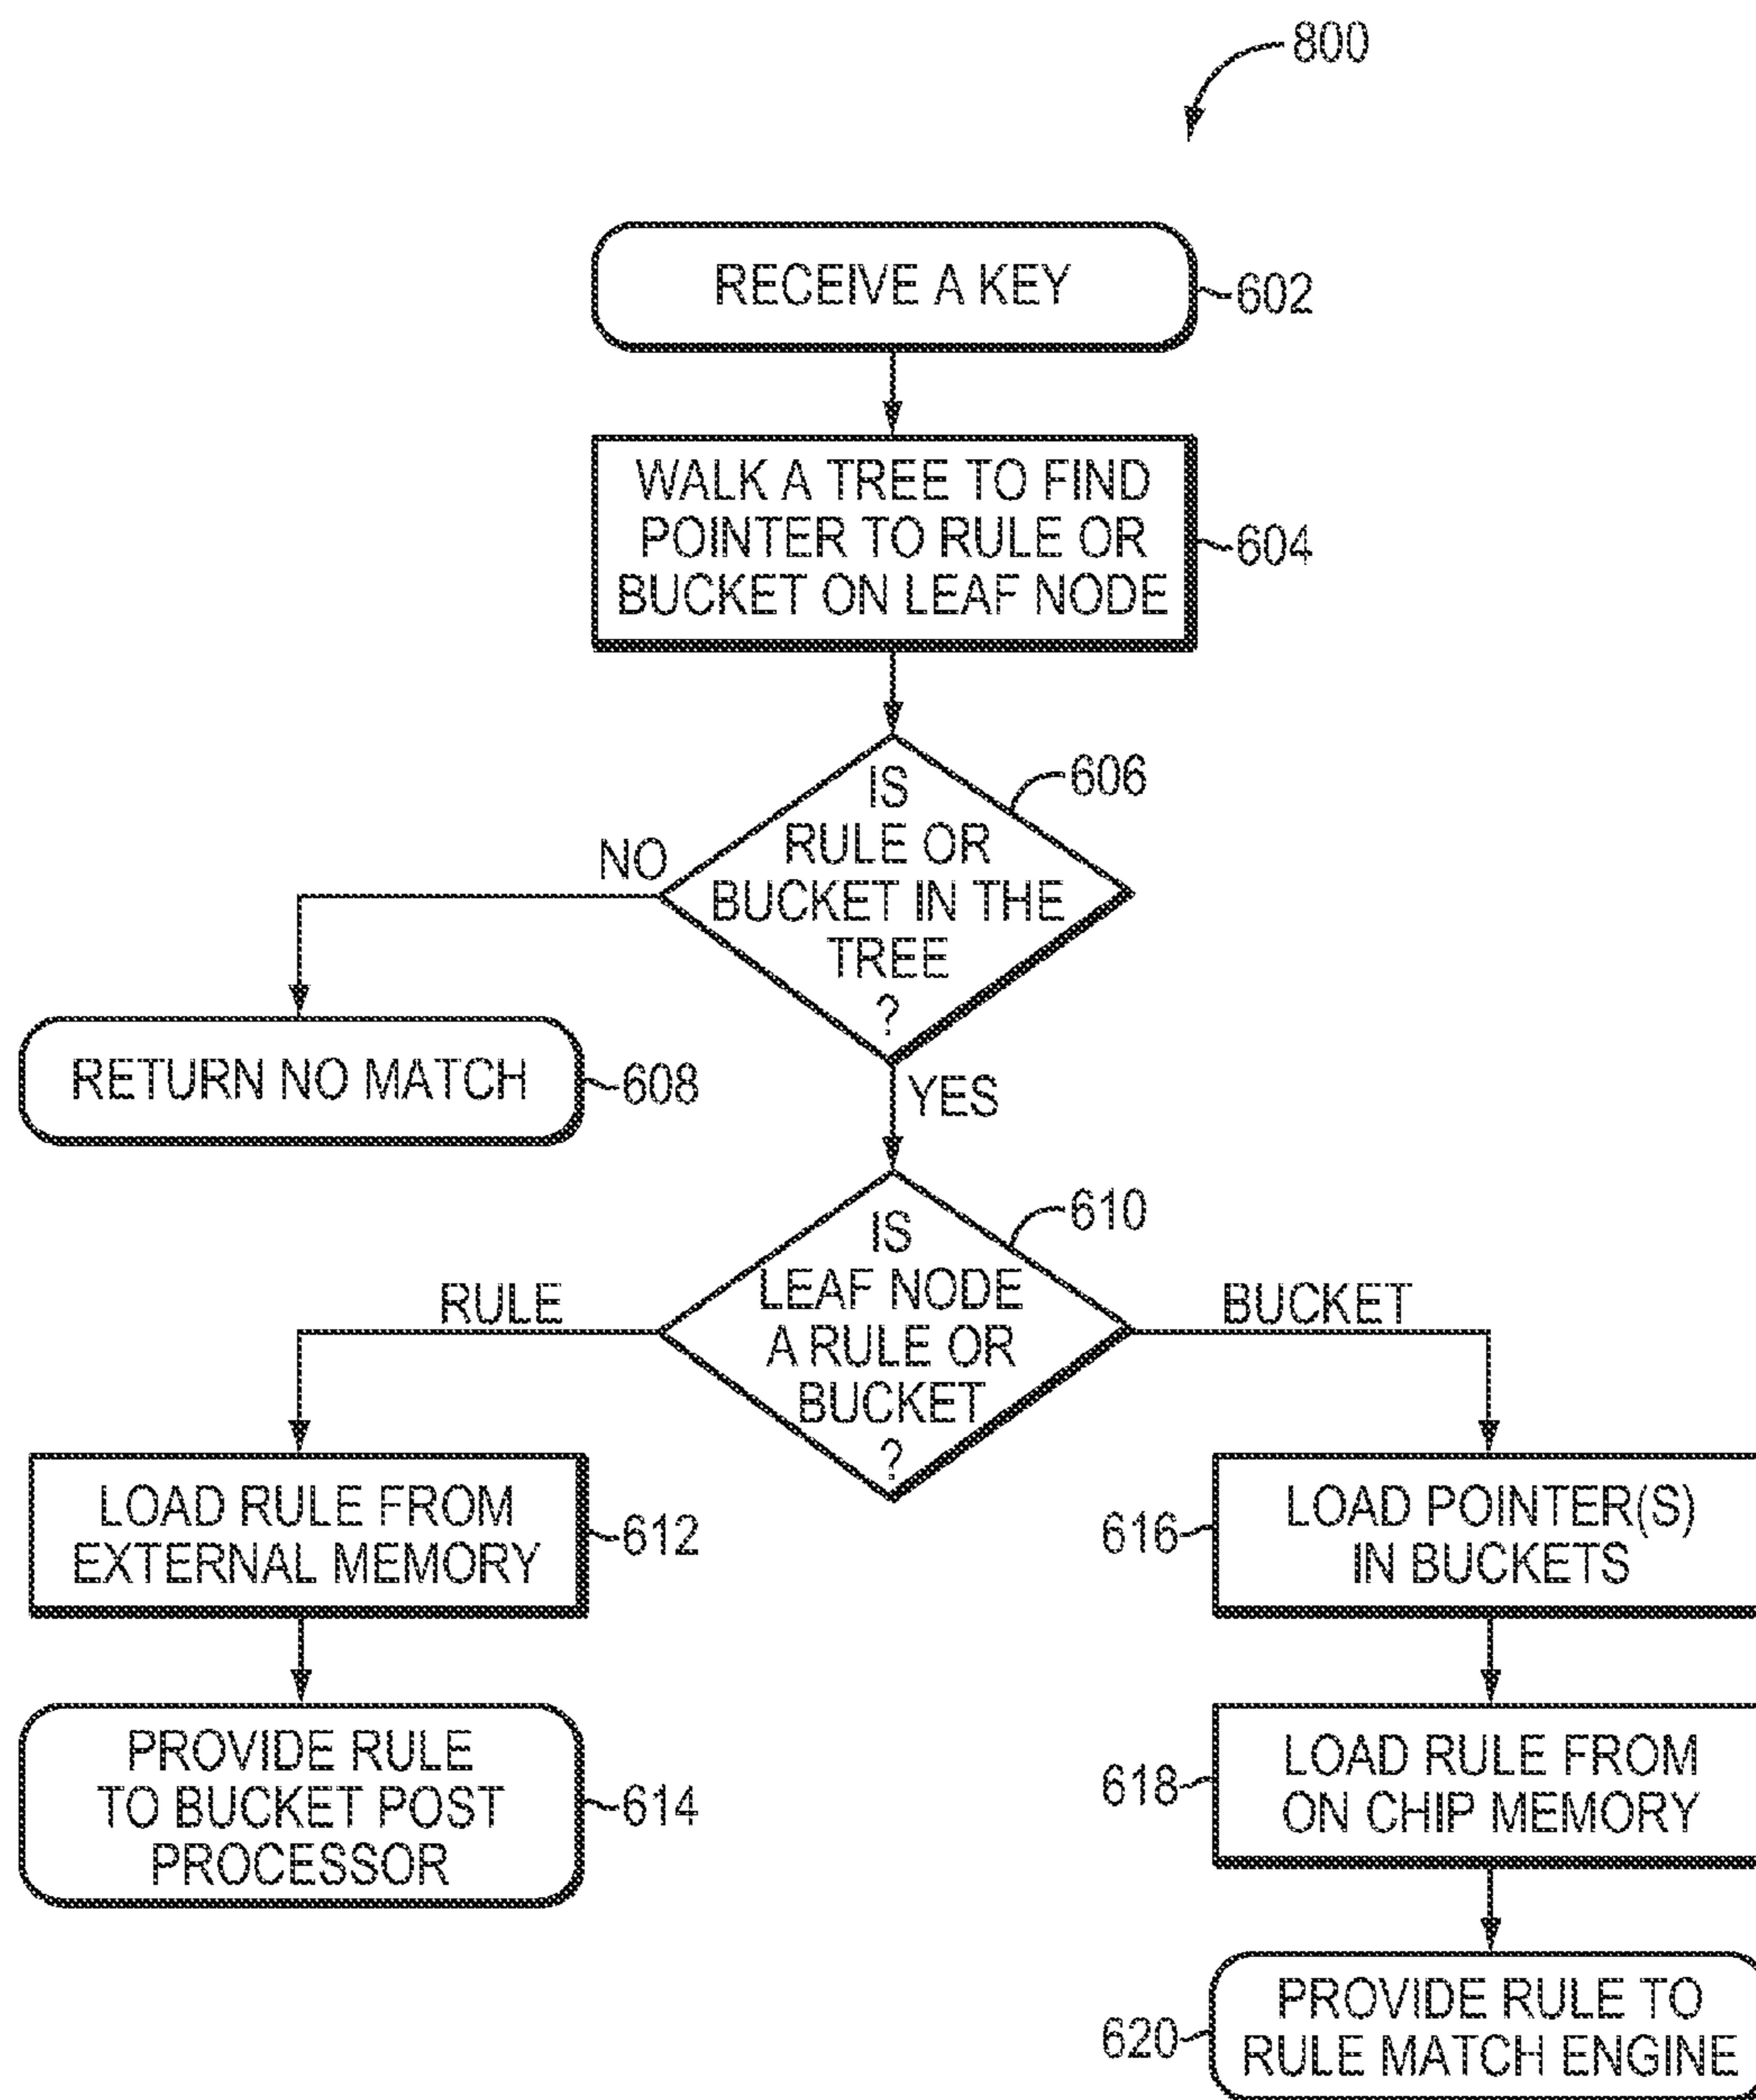 800
RECEIVE A KEY
602
WALK A TREE TO FIND
POINTER TO RULE OR
BUCKET ON LEAF NODE
604
IS
RULE OR
BUCKET IN THE
TREE
?
606
NO
RETURN NO MATCH
608
YES
IS
LEAF NODE
A RULE OR
BUCKET
?
610
RULE
BUCKET
LOAD RULE FROM
EXTERNAL MEMORY
612
616
LOAD POINTER(S)
IN BUCKETS
PROVIDE RULE
TO BUCKET POST
PROCESSOR
614
618
LOAD RULE FROM
ON CHIP MEMORY
620
PROVIDE RULE TO
RULE MATCH ENGINE